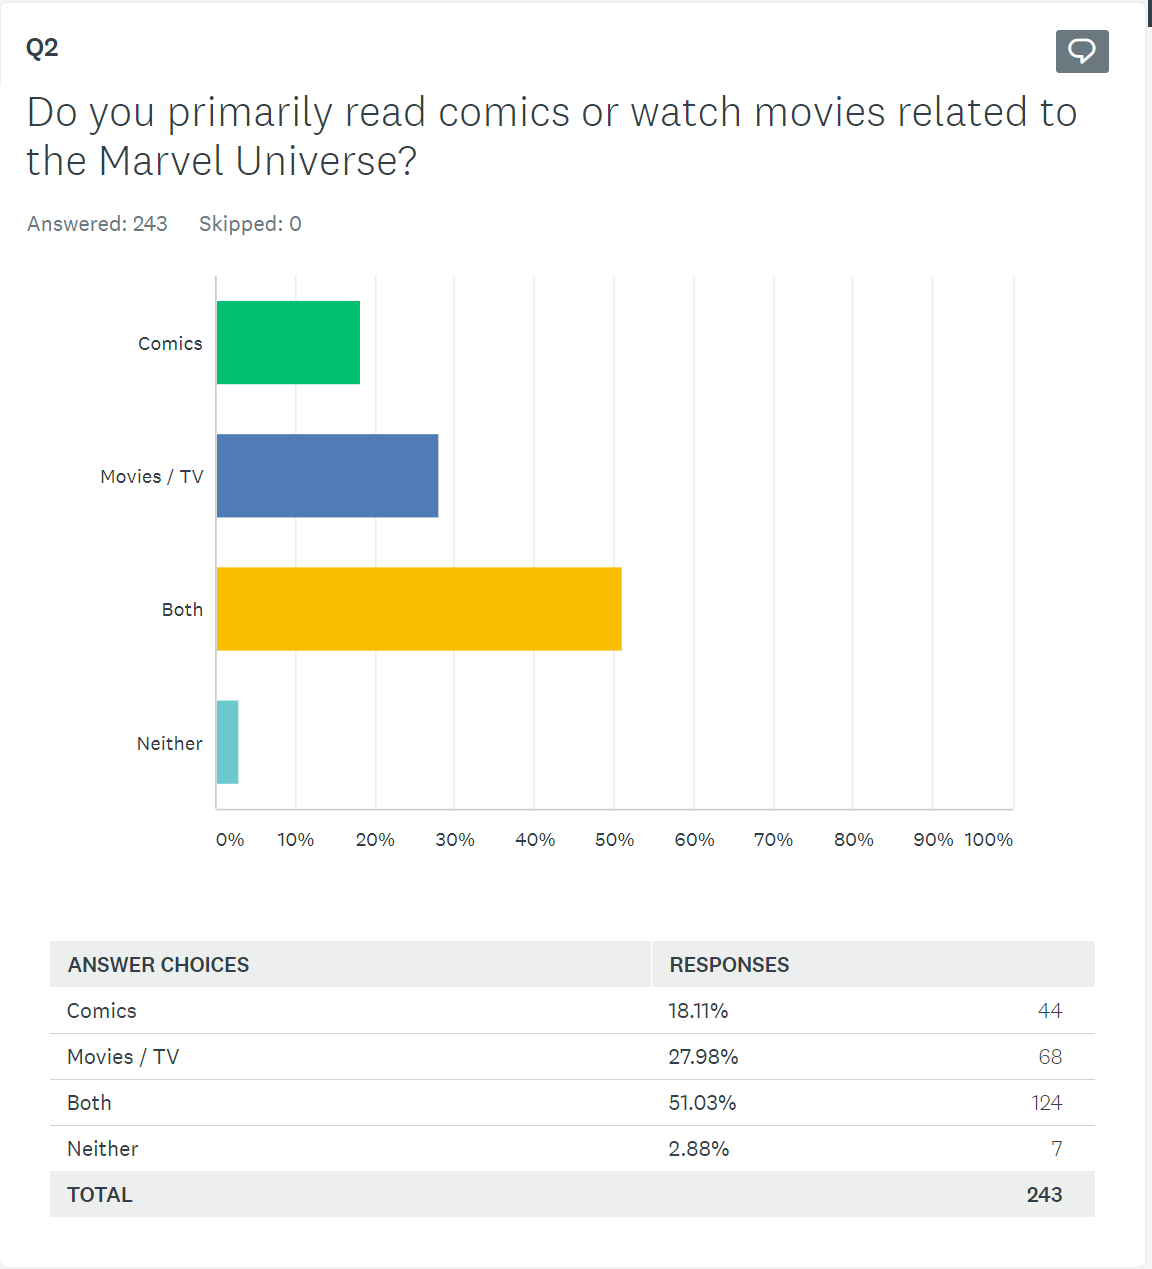 Q2
Do you primarily read comics or watch movies related to
the Marvel Universe?
Answered: 243 Skipped: 0
Comics
Movies / TV
Both
Neither
0% 10% 20% 30% 40% 50% 60% 70% 80% 90% 100%
ANSWER CHOICES RESPONSES
Comics 18.11% 44
Movies / TV 27.98% 68
Both 51.03% 124
Neither 2.88% 7
TOTAL 243